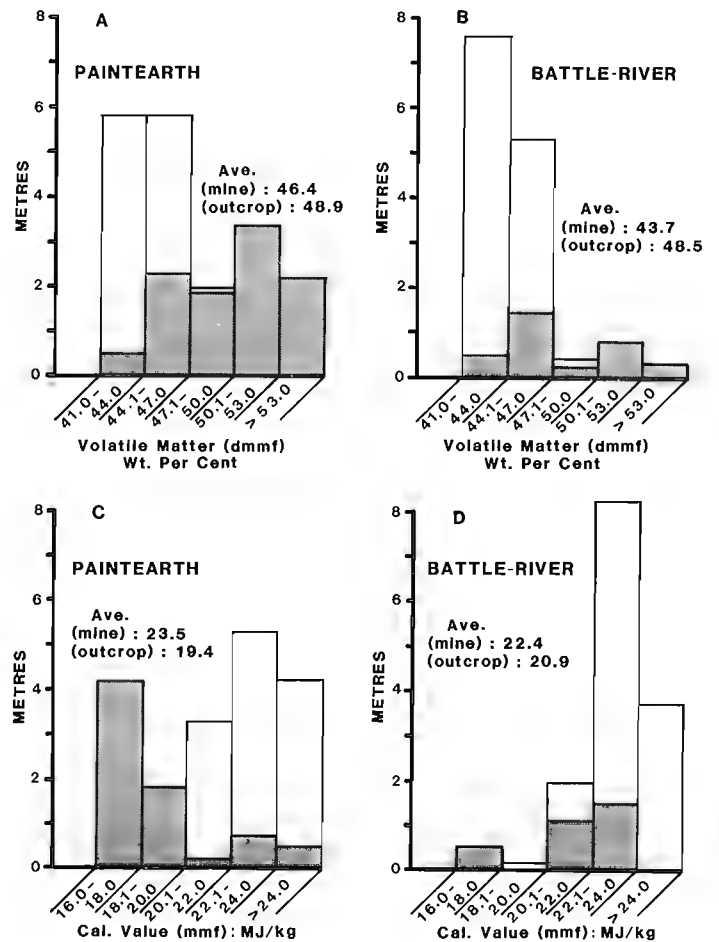 A
PAINTEARTH
8
6
4
2
0
METRES
Ave.
(mine) : 46.4
(outcrop) : 48.9
41.0-
44.0
44.1-
47.0
47.1-
50.0
50.1-
53.0
> 53.0
Volatile Matter (dmmf)
Wt. Per Cent
B
BATTLE-RIVER
8
6
4
2
0
METRES
Ave.
(mine) : 43.7
(outcrop) : 48.5
41.0-
44.0
44.1-
47.0
47.1-
50.0
50.1-
53.0
> 53.0
Volatile Matter (dmmf)
Wt. Per Cent
C
PAINTEARTH
8
6
4
2
0
METRES
Ave.
(mine) : 23.5
(outcrop) : 19.4
16.0-
18.0
18.1-
20.0
20.1-
22.0
22.1-
24.0
>24.0
Cal. Value (mmf): MJ/kg
D
BATTLE-RIVER
8
6
4
2
0
METRES
Ave.
(mine) : 22.4
(outcrop) : 20.9
16.0-
18.0
18.1-
20.0
20.1-
22.0
22.1-
24.0
>24.0
Cal. Value (mmf): MJ/kg